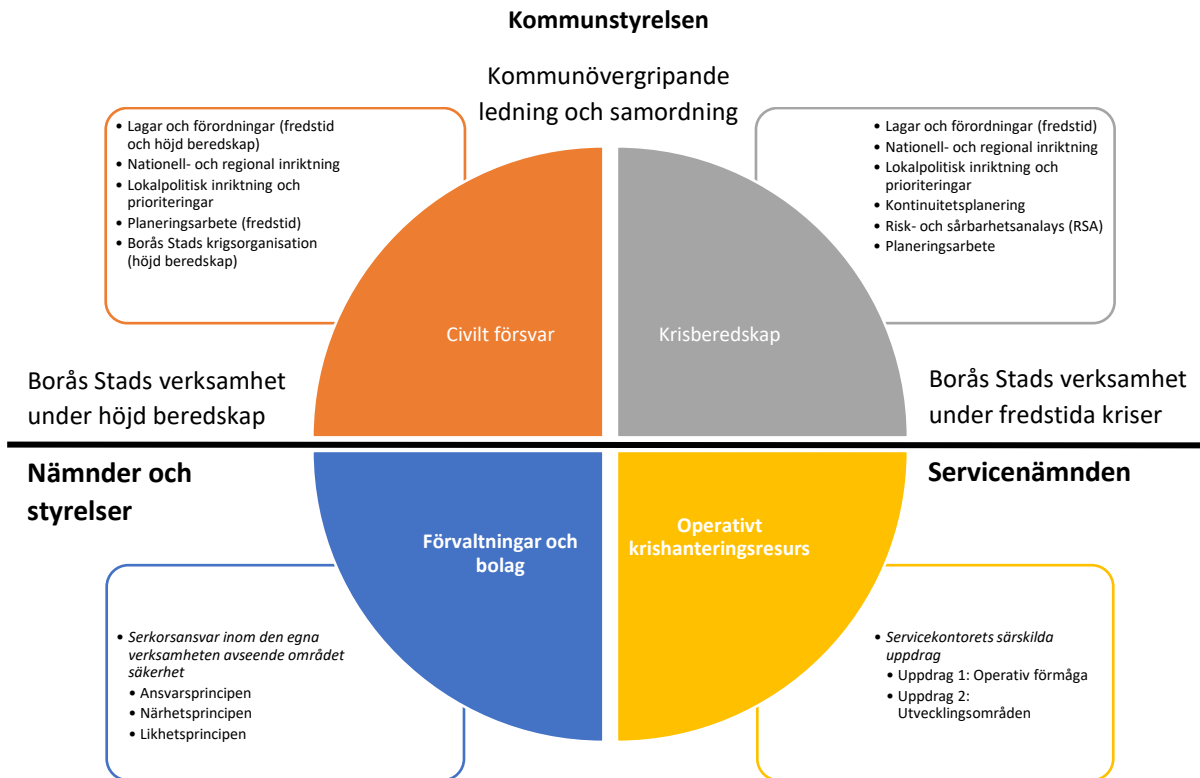 Kommunstyrelsen
Kommunövergripande
ledning och samordning
• Lagar och förordningar (fredstid
och höjd beredskap)
• Nationell- och regional inriktning
• Lokalpolitisk inriktning och
prioriteringar
• Planeringsarbete (fredstid)
• Borås Stads krigsorganisation
(höjd beredskap)
• Lagar och förordningar (fredstid)
• Nationell- och regional inriktning
• Lokalpolitisk inriktning och
prioriteringar
• Kontinuitetsplanering
• Risk- och sårbarhetsanalays (RSA)
• Planeringsarbete
Civilt försvar
Krisberedskap
Borås Stads verksamhet
under höjd beredskap
Borås Stads verksamhet
under fredstida kriser
Nämnder och
styrelser
Servicenämnden
Förvaltningar och
bolag
Operativt
krishanteringsresurs
• Serkorsansvar inom den egna
verksamheten avseende området
säkerhet
• Ansvarsprincipen
• Närhetsprincipen
• Likhetsprincipen
• Servicekontorets särskilda
uppdrag
• Uppdrag 1: Operativ förmåga
• Uppdrag 2:
Utvecklingsområden